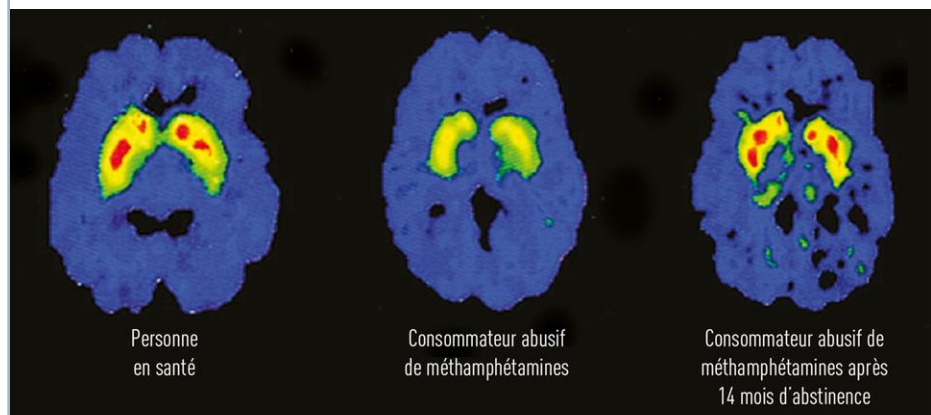 Personne
en santé
Consommateur abusif
de méthamphétamines
Consommateur abusif de
méthamphétamines après
14 mois d'abstinence